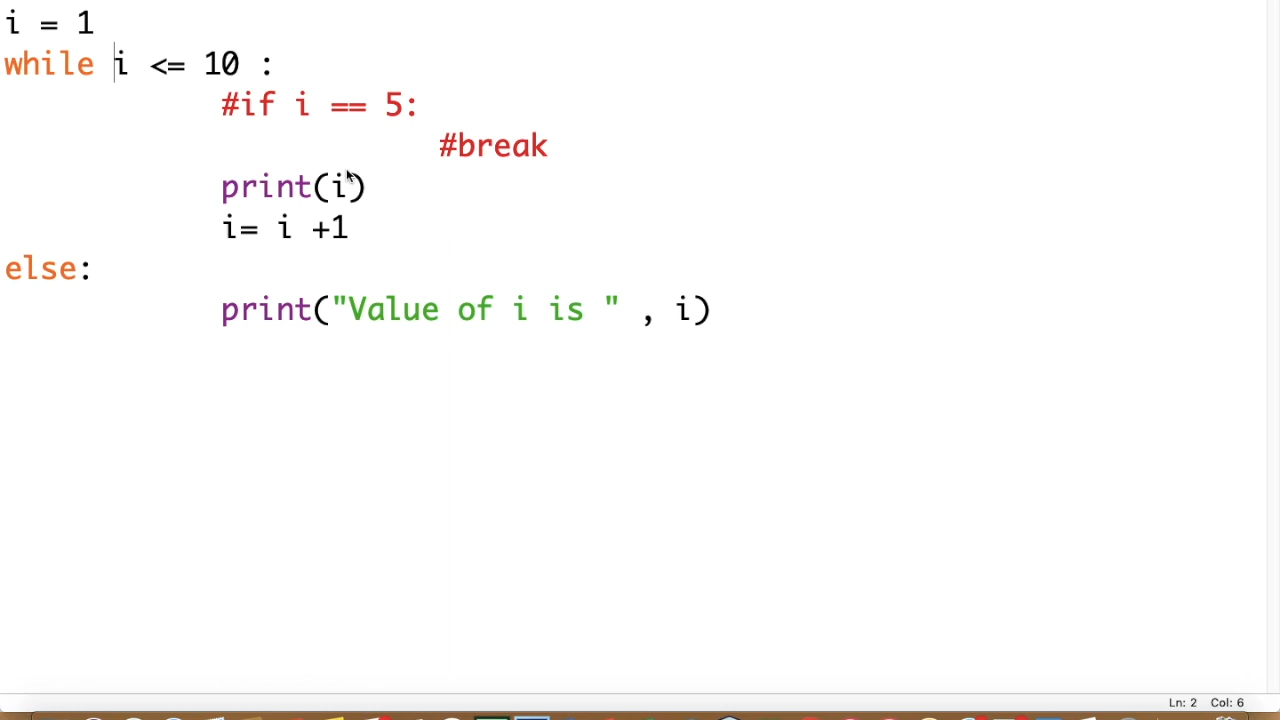 i = 1
while i <= 10 :
#if i == 5:
#break
print(i)
i= i +1
else:
print("Value of i is " , i)
Ln: 2 Col: 6